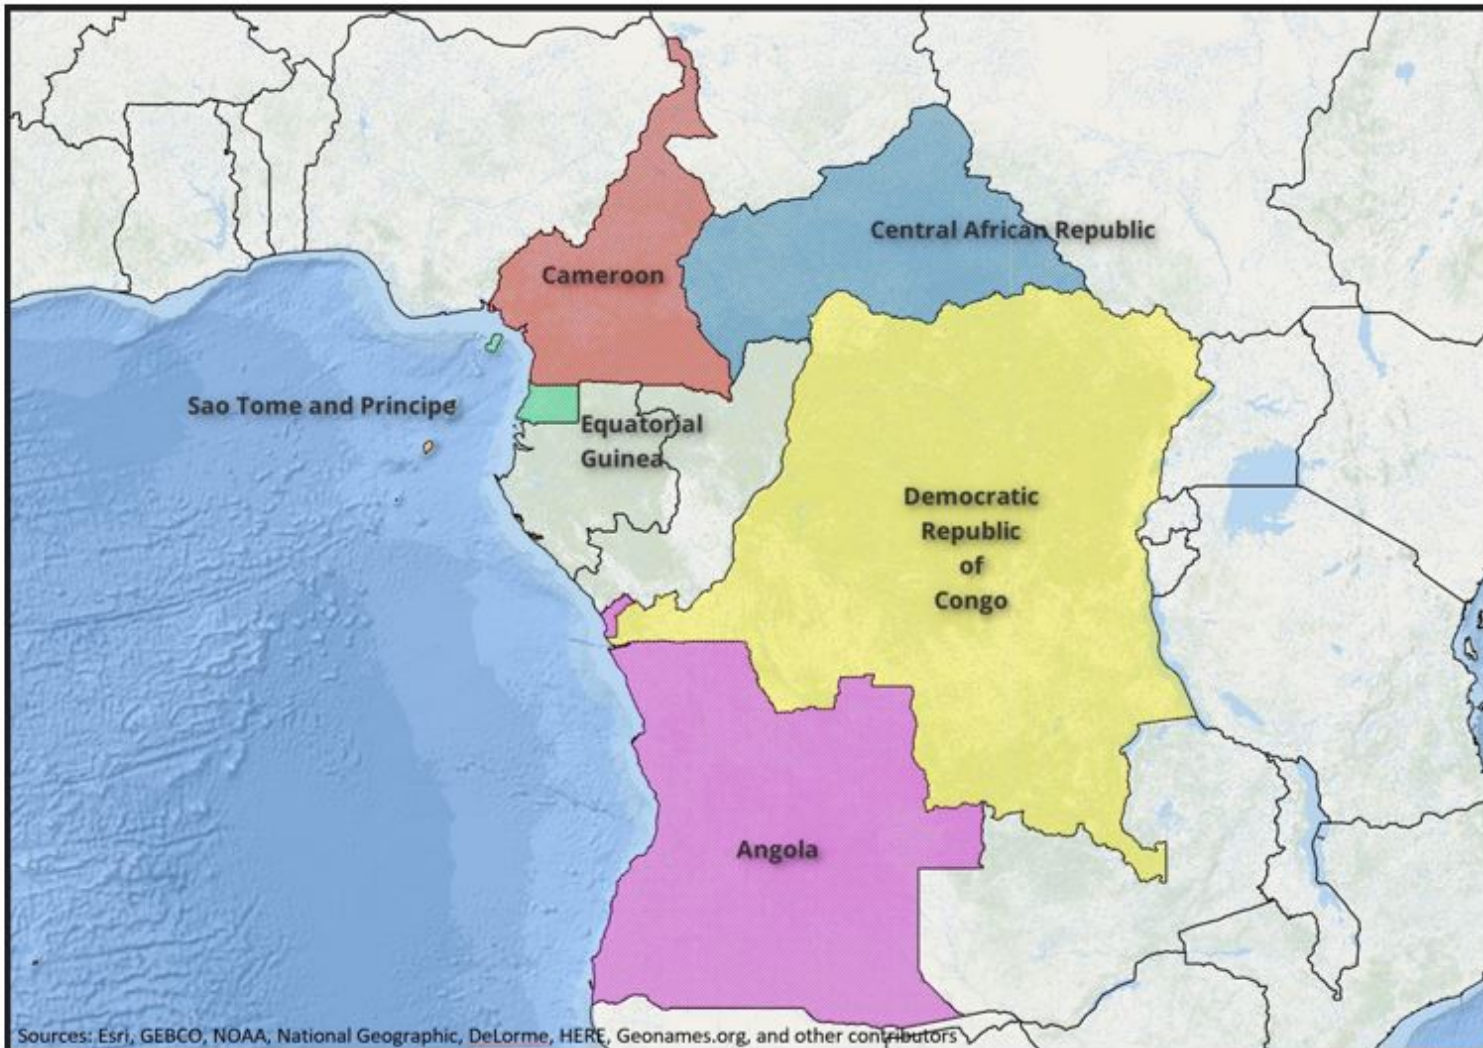 Central African Republic
Cameroon
Sao Tome and Principe
Equatorial
Guinea
Democratic
Republic
of
Congo
Angola
Sources: Esri, GEBCO, NOAA, National Geographic, DeLorme, HERE, Geonames.org, and other contributors